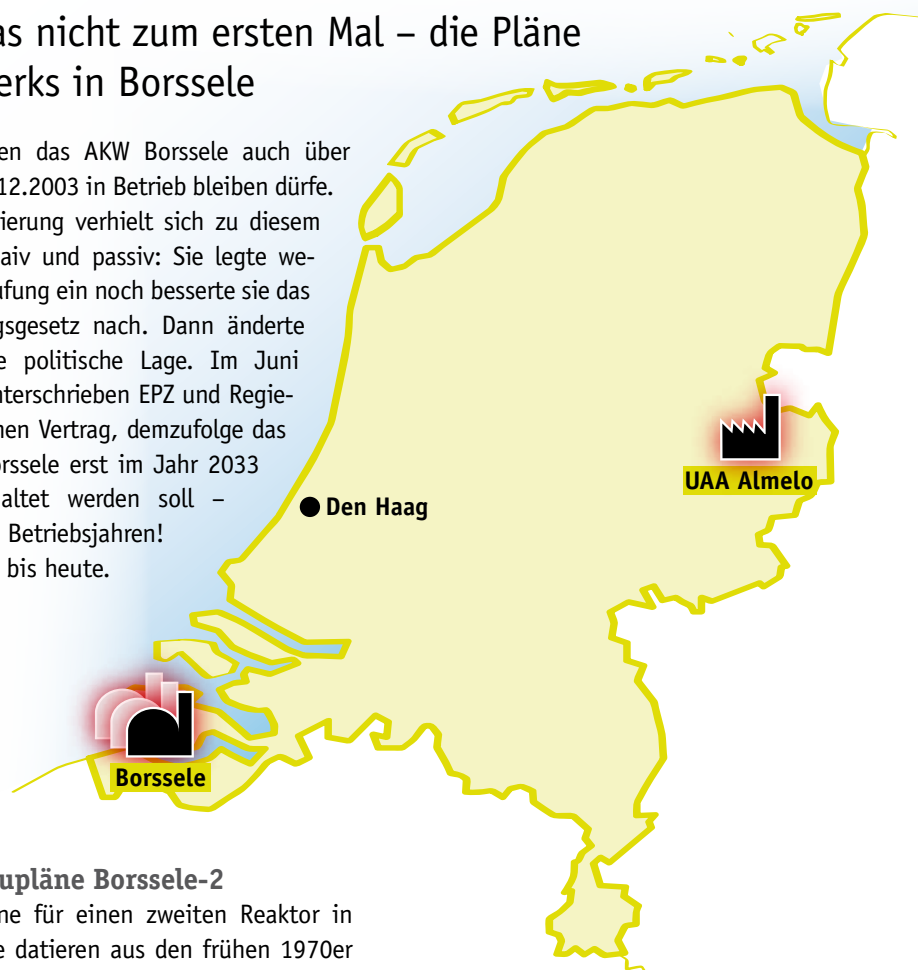 as nicht zum ersten Mal – die Pläne
erks in Borssele
en das AKW Borssele auch über
12.2003 in Betrieb bleiben dürfe.
ierung verhielt sich zu diesem
aiv und passiv: Sie legte we-
ufung ein noch besserte sie das
gsgesetz nach. Dann änderte
e politische Lage. Im Juni
nterschrieben EPZ und Regie-
nen Vertrag, demzufolge das
orssele erst im Jahr 2033
altet werden soll –
Betriebsjahren!
bis heute.
Den Haag
UAA Almelo
Borssele
upläne Borssele-2
ne für einen zweiten Reaktor in
e datieren aus den frühen 1970er